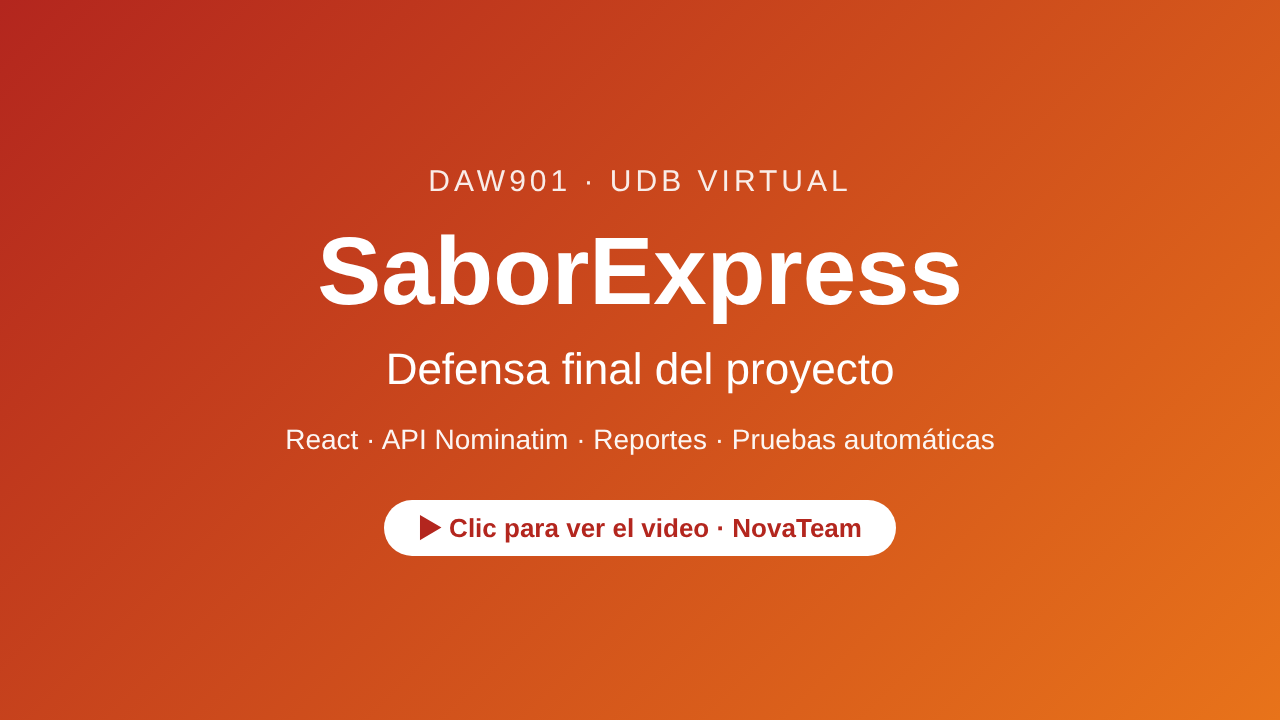 DAW901 · UDB VIRTUAL
SaborExpress
Defensa final del proyecto
React · API Nominatim · Reportes · Pruebas automáticas
▶ Clic para ver el video · NovaTeam